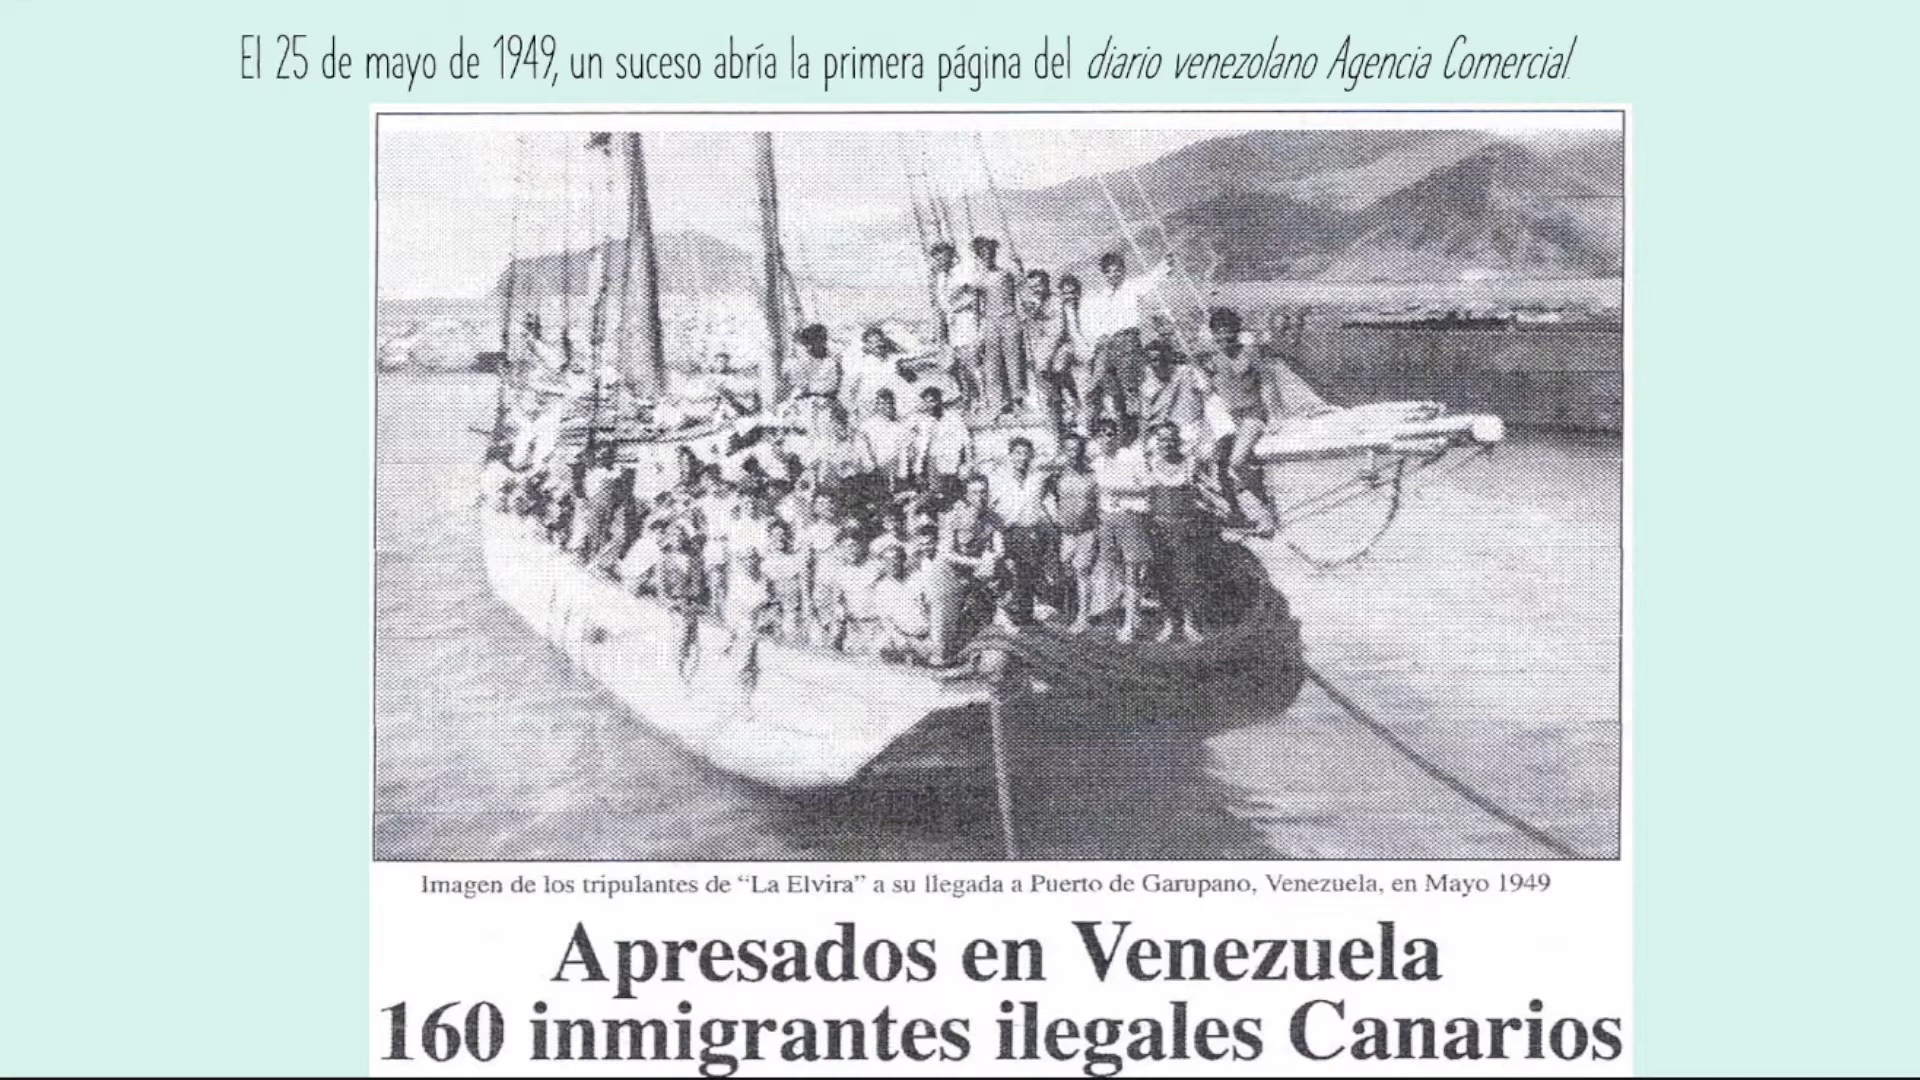 El 25 de mayo de 1949, un suceso abría la primera página del diario venezolano Agencia Comercial.
Imagen de los tripulantes de “La Elvira” a su llegada a Puerto de Garupano, Venezuela, en Mayo 1949
Apresados en Venezuela
160 inmigrantes ilegales Canarios